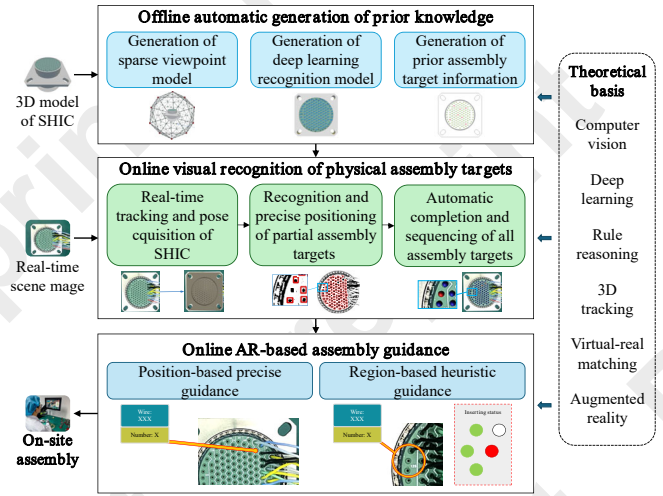 Offline automatic generation of prior knowledge
Generation of
sparse viewpoint
model
Generation of
deep learning
recognition model
Generation of
prior assembly
target information
3D model
of SHIC
Online visual recognition of physical assembly targets
Real-time
tracking and pose
cquisition of
SHIC
Recognition and
precise positioning
of partial assembly
targets
Automatic
completion and
sequencing of all
assembly targets
Real-time
scene image
Online AR-based assembly guidance
Position-based precise
guidance
Region-based heuristic
guidance
Wire:
XXX
Number: X
Wire:
XXX
Number: X
Inserting status
On-site
assembly
Theoretical
basis
Computer
vision
Deep
learning
Rule
reasoning
3D
tracking
Virtual-real
matching
Augmented
reality